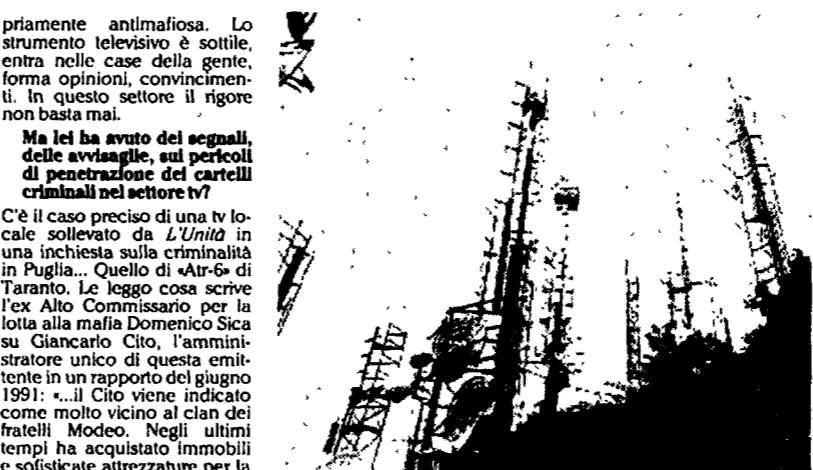 priamente antimafiosa. Lo
strumento televisivo è sottile,
entra nelle case della gente,
forma opinioni, convincimen-
ti. In questo settore il rigore
non basta mai.
Ma lei ha avuto dei segnali,
delle avvisaglie, sui pericoli
di penetrazione dei cartelli
criminali nel settore tv?
C'è il caso preciso di una tv lo-
cale sollevato da L'Unità in
una inchiesta sulla criminalità
in Puglia... Quello di «Atr-6» di
Taranto. Le leggo cosa scrive
l'ex Alto Commissario per la
lotta alla mafia Domenico Sica
su Giancarlo Cito, l'ammini-
stratore unico di questa emit-
tente in un rapporto del giugno
1991: «...il Cito viene indicato
come molto vicino al clan dei
fratelli Modeo. Negli ultimi
tempi ha acquistato immobili
e sofisticate attrezzature per la